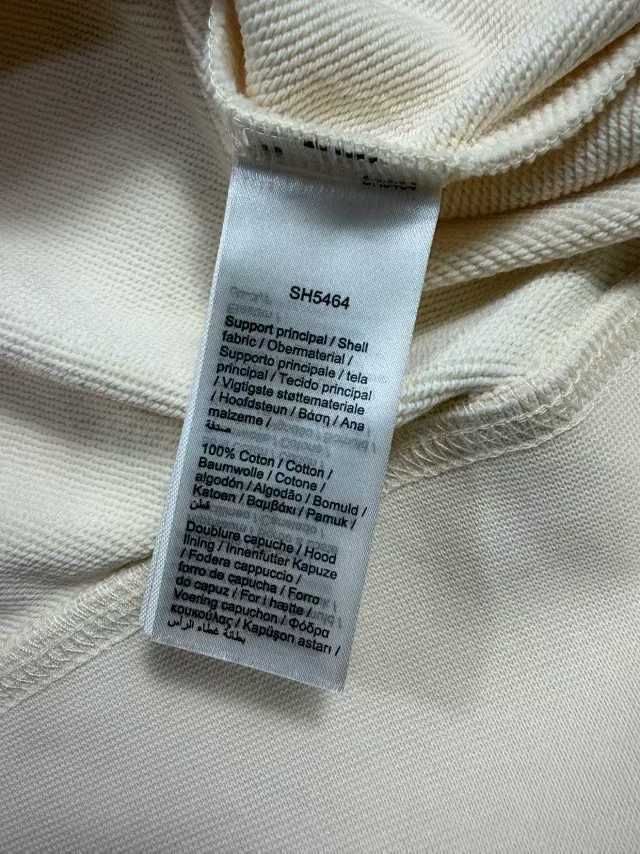 SH5464
Support principal / Shell
fabric / Obermaterial /
Supporto principale / tela
principal / Tecido principal
/ Vigtigste støttemateriale
/ Hoofdsteun / Βάση / Ana
malzeme /
صدفة
100% Coton / Cotton /
Baumwolle / Cotone /
algodón / Algodão / Bomuld /
Katoen / Βαμβάκι / Pamuk /
قطن
Doublure capuche / Hood
lining / Innenfutter Kapuze
/ Fodera cappuccio /
forro de capucha / Forro
do capuz / For i hætte /
Voering capuchon / Φόδρα
κουκούλας / Kapüşon astarı /
بطانة غطاء الرأس